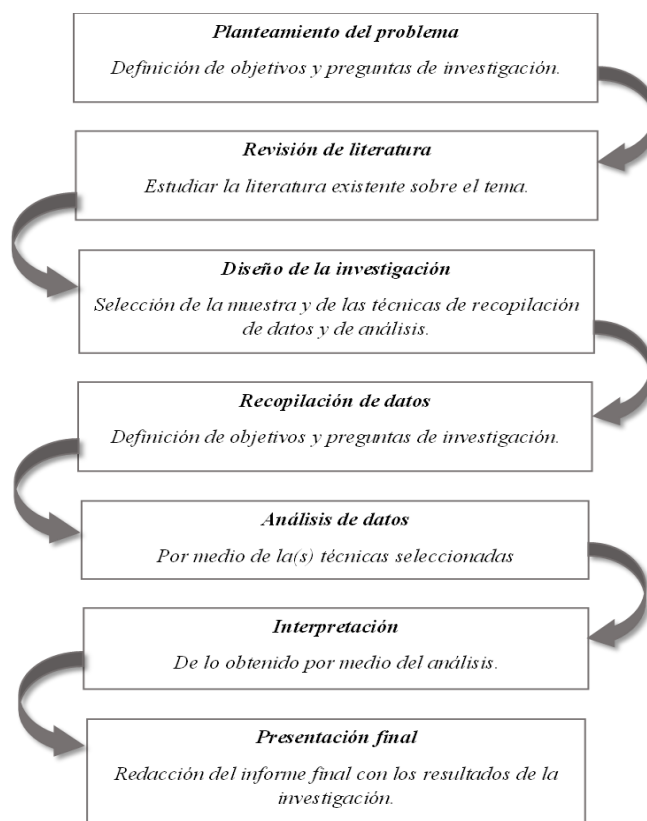 Planteamiento del problema
Definición de objetivos y preguntas de investigación.
Revisión de literatura
Estudiar la literatura existente sobre el tema.
Diseño de la investigación
Selección de la muestra y de las técnicas de recopilación
de datos y de análisis.
Recopilación de datos
Definición de objetivos y preguntas de investigación.
Análisis de datos
Por medio de la(s) técnicas seleccionadas
Interpretación
De lo obtenido por medio del análisis.
Presentación final
Redacción del informe final con los resultados de la
investigación.